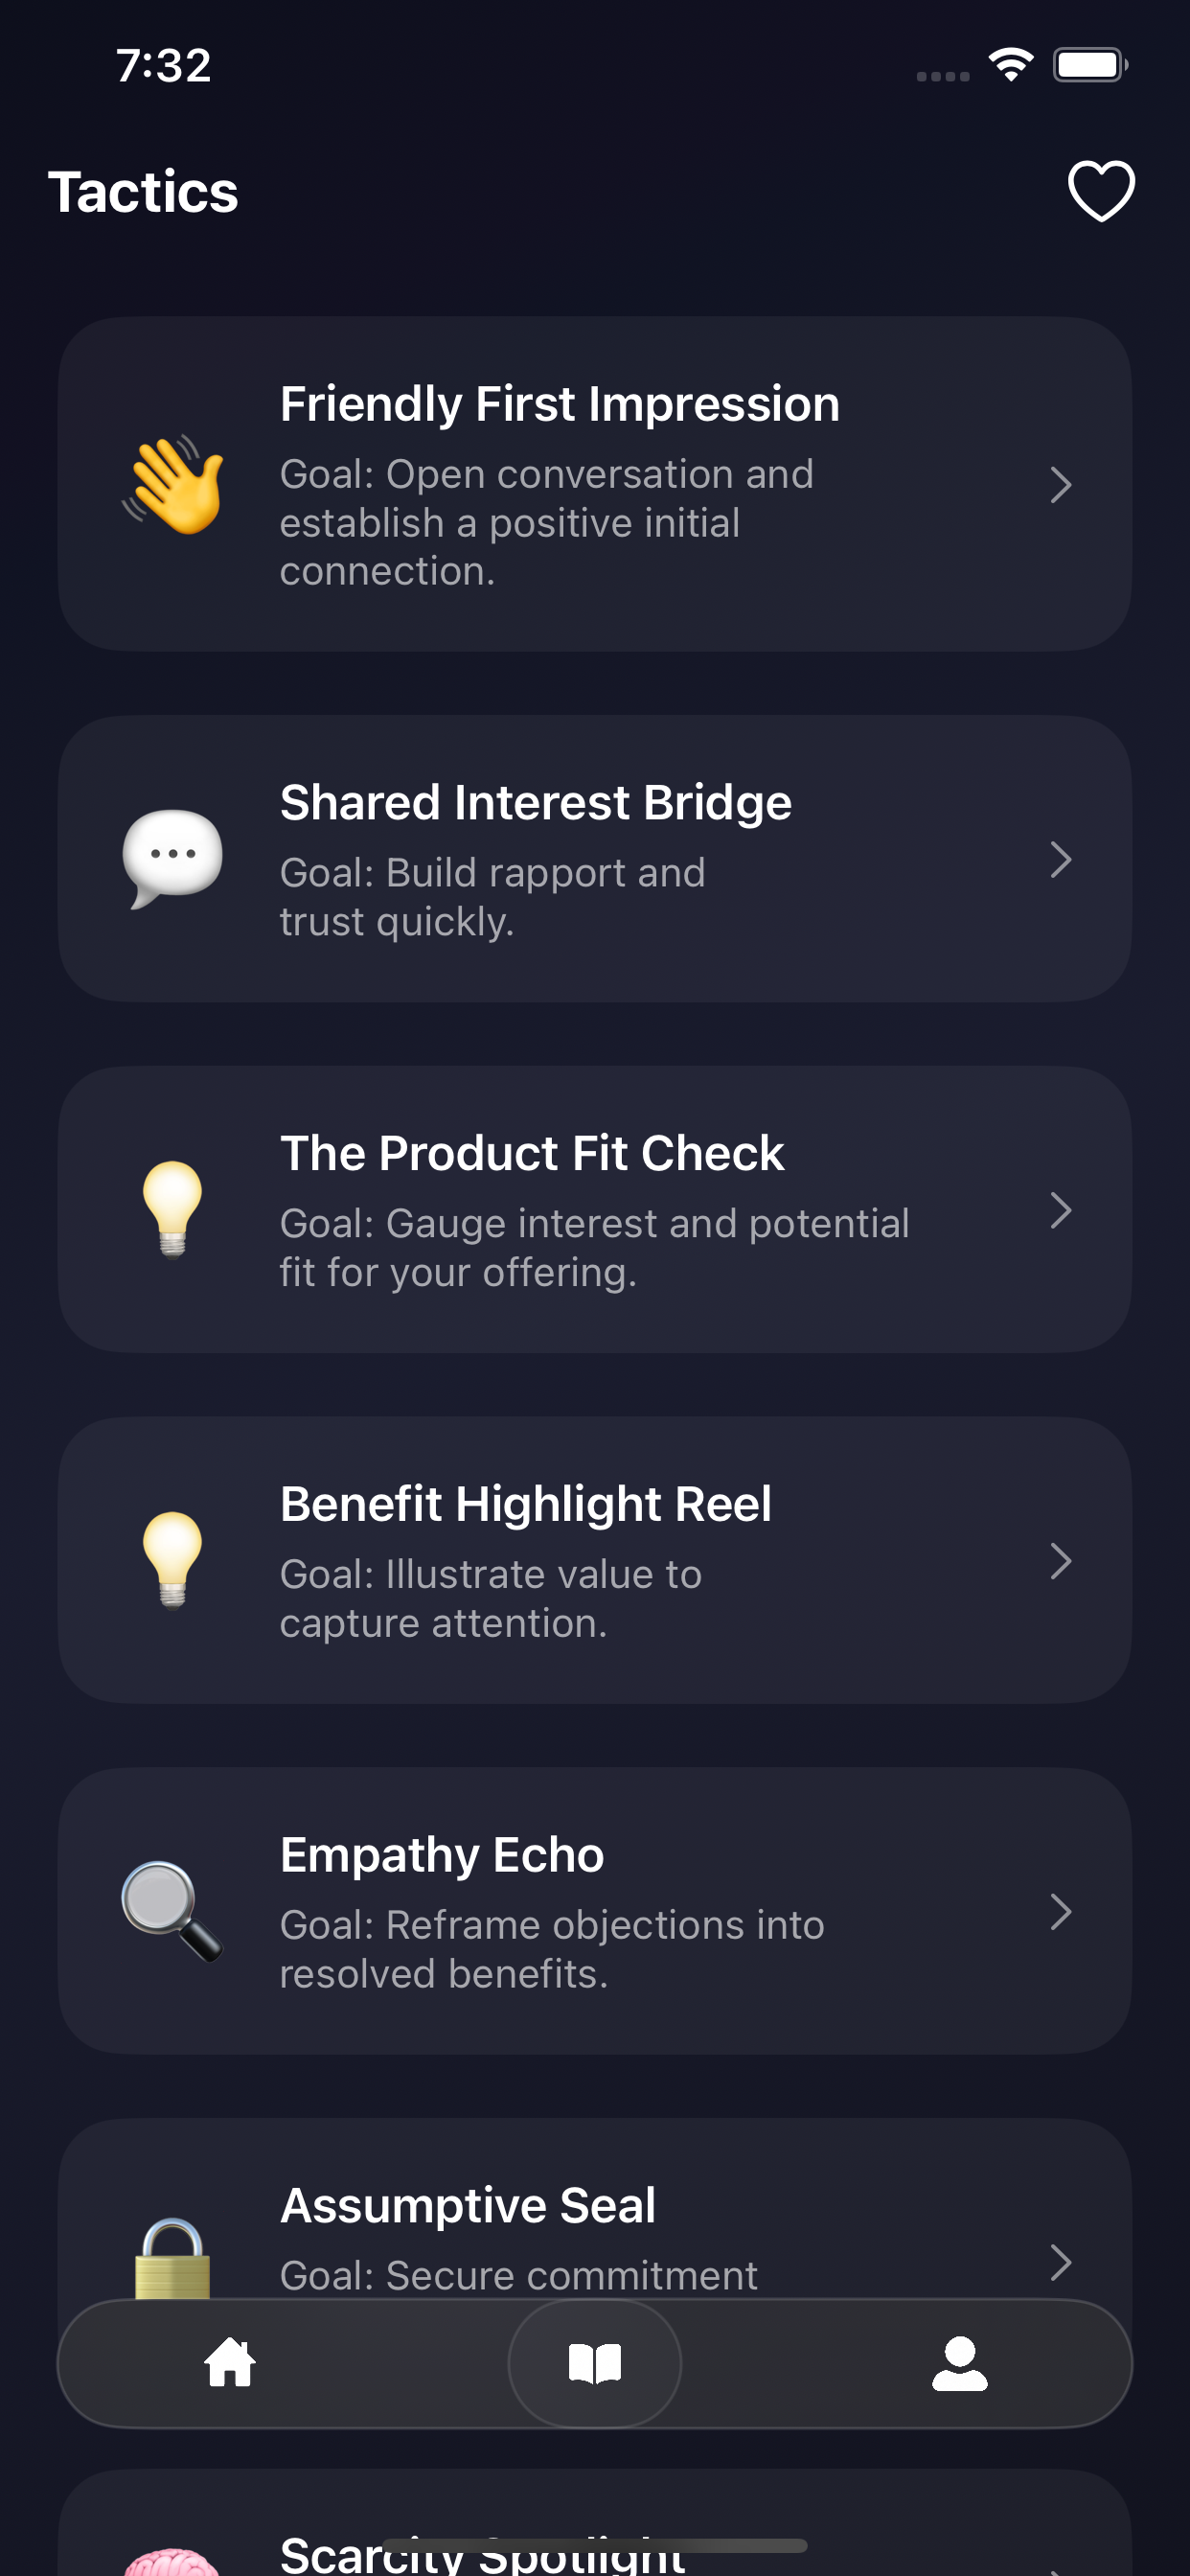 7:32
Tactics
Friendly First Impression
Goal: Open conversation and
establish a positive initial
connection.
Shared Interest Bridge
Goal: Build rapport and
trust quickly.
The Product Fit Check
Goal: Gauge interest and potential
fit for your offering.
Benefit Highlight Reel
Goal: Illustrate value to
capture attention.
Empathy Echo
Goal: Reframe objections into
resolved benefits.
Assumptive Seal
Goal: Secure commitment
Scarcity Spotlight